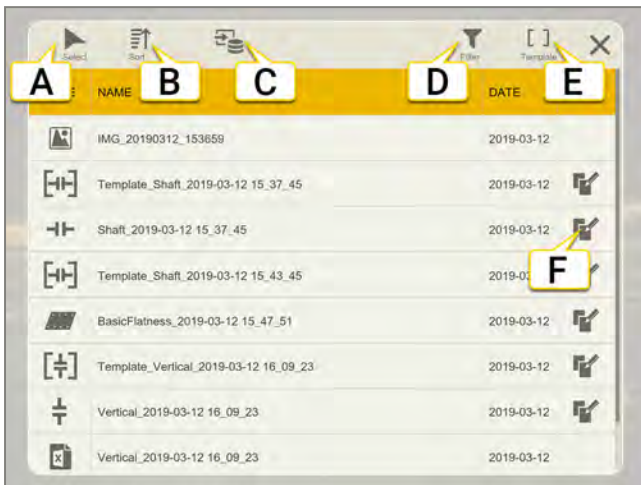 Select
Sort
Filter
Template
A
B
C
D
E
NAME
DATE
IMG_20190312_153659 2019-03-12
Template_Shaft_2019-03-12 15_37_45 2019-03-12
Shaft_2019-03-12 15_37_45 2019-03-12
F
Template_Shaft_2019-03-12 15_43_45
BasicFlatness_2019-03-12 15_47_51 2019-03-12
Template_Vertical_2019-03-12 16_09_23 2019-03-12
Vertical_2019-03-12 16_09_23 2019-03-12
Vertical_2019-03-12 16_09_23 2019-03-12